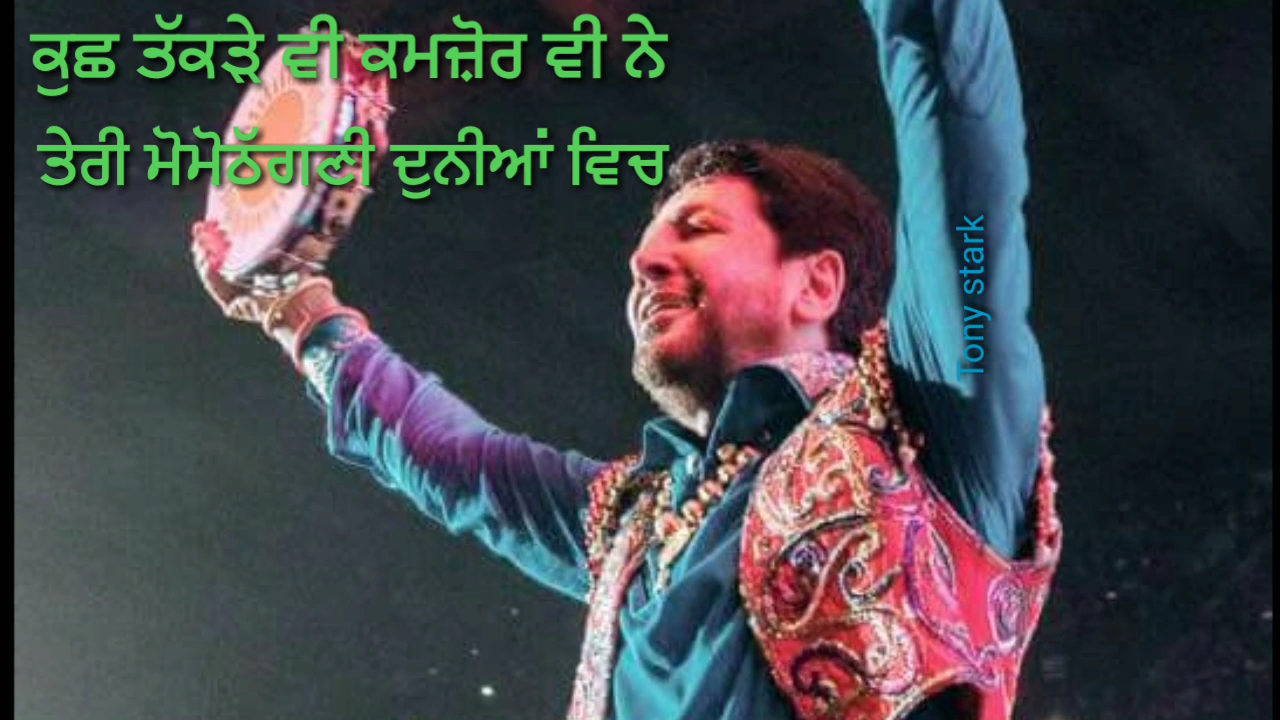 ਕੁਛ ਤੱਕੜੇ ਵੀ ਕਮਜ਼ੋਰ ਵੀ ਨੇ
ਤੇਰੀ ਮੋਮੋਠੱਗਣੀ ਦੁਨੀਆਂ ਵਿਚ
Tony stark